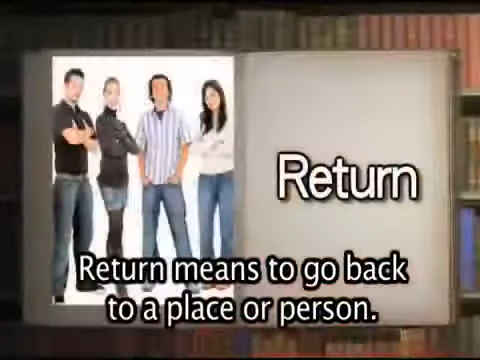 Return
Return means to go back
to a place or person.